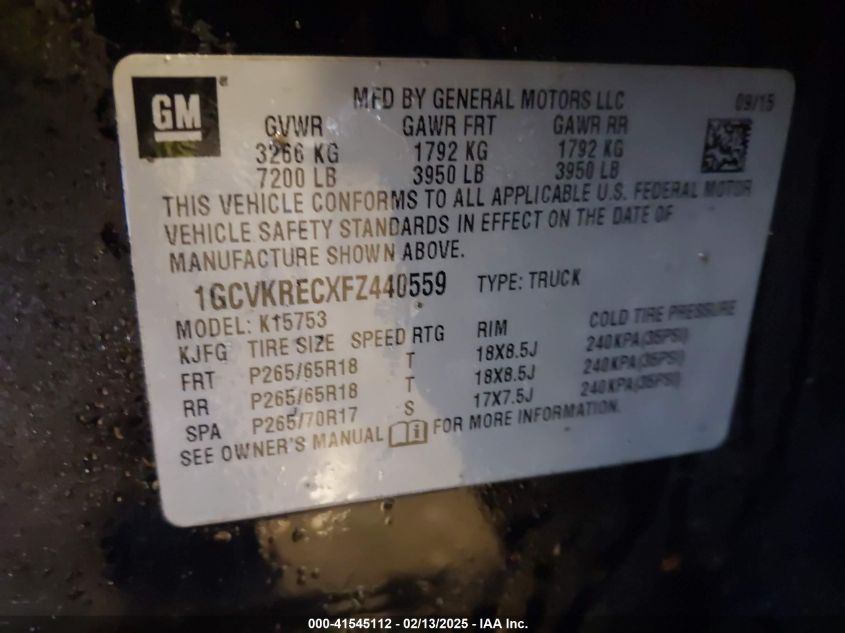 GM
MFD BY GENERAL MOTORS LLC 09/15
GVWR GAWR FRT GAWR RR
3266 KG 1792 KG 1792 KG
7200 LB 3950 LB 3950 LB
THIS VEHICLE CONFORMS TO ALL APPLICABLE U.S. FEDERAL MOTOR
VEHICLE SAFETY STANDARDS IN EFFECT ON THE DATE OF
MANUFACTURE SHOWN ABOVE.
1GCVKRECXFZ440559 TYPE: TRUCK
MODEL: K15753
KJFG TIRE SIZE SPEED RTG RIM COLD TIRE PRESSURE
FRT P265/65R18 T 18X8.5J 240KPA(35PSI)
RR P265/65R18 T 18X8.5J 240KPA(35PSI)
SPA P265/70R17 S 17X7.5J 240KPA(35PSI)
SEE OWNER'S MANUAL FOR MORE INFORMATION.
000-41545112 - 02/13/2025 - IAA Inc.